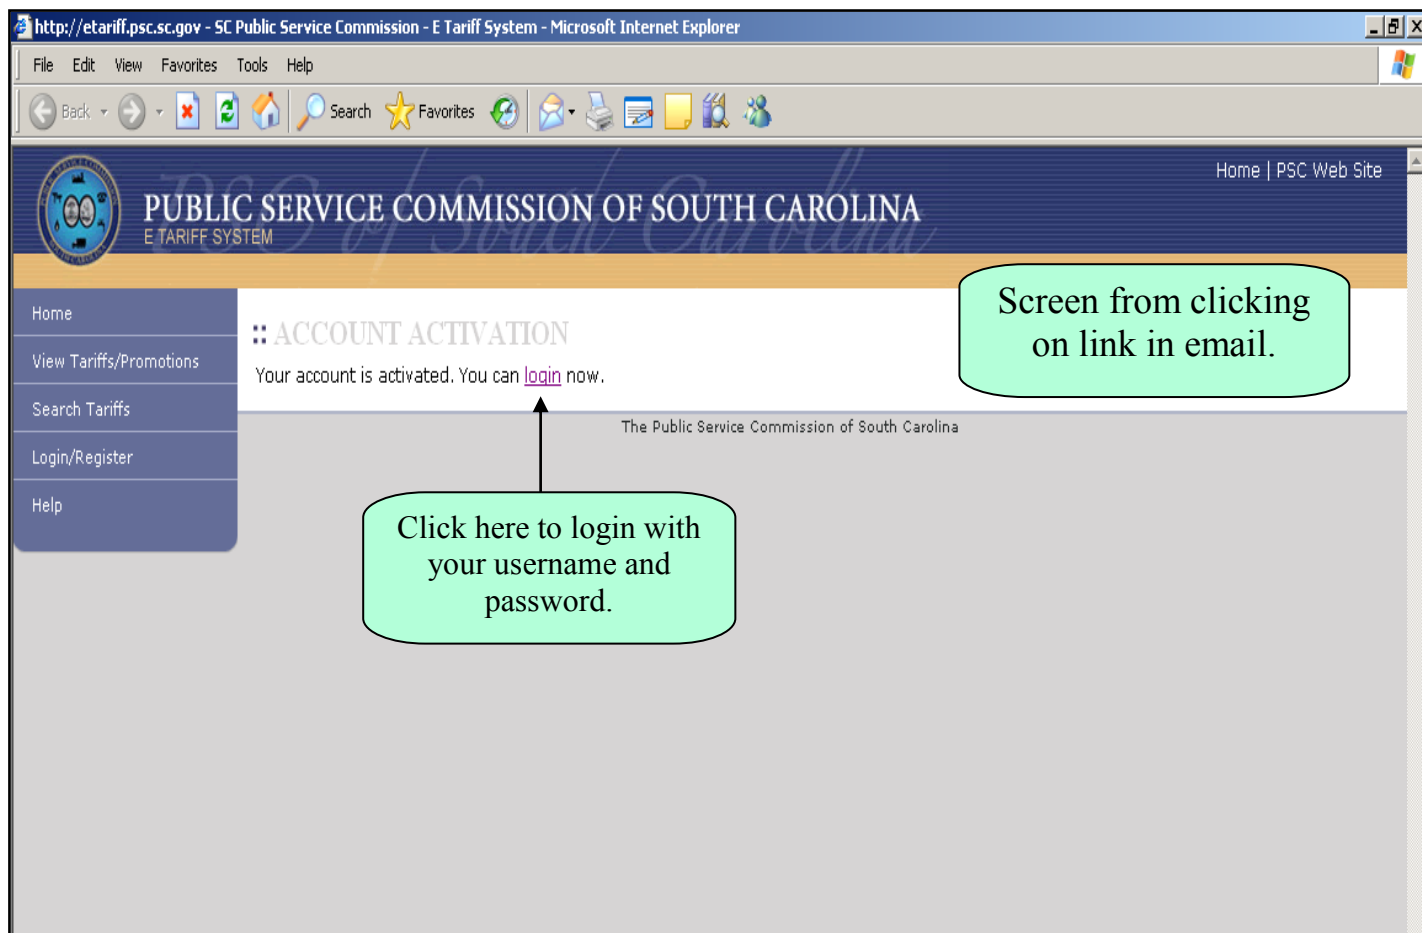 http://etariff.psc.sc.gov - SC Public Service Commission - E Tariff System - Microsoft Internet Explorer
File Edit View Favorites Tools Help
Back Search Favorites
Home | PSC Web Site
PSC of South Carolina
PUBLIC SERVICE COMMISSION OF SOUTH CAROLINA
E TARIFF SYSTEM
Home
View Tariffs/Promotions
Search Tariffs
Login/Register
Help
:: ACCOUNT ACTIVATION
Your account is activated. You can login now.
Screen from clicking
on link in email.
The Public Service Commission of South Carolina
Click here to login with
your username and
password.